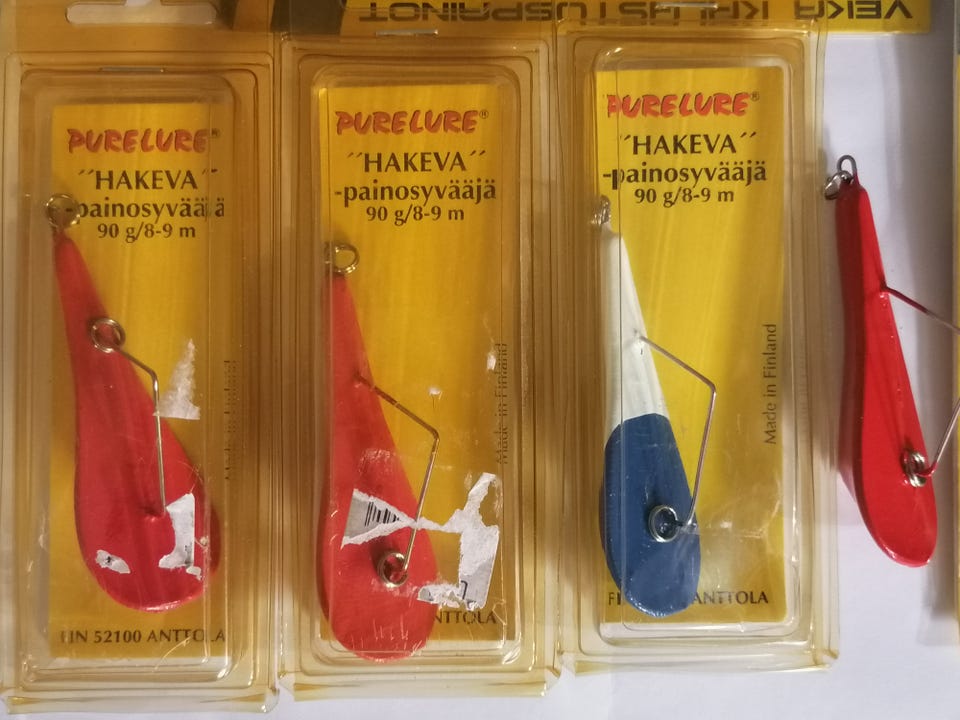 VEIKA KALASTUSPAINOT
PURELURE®
´´HAKEVA´´
-painosyvääjä
90 g/8-9 m
FIN 52100 ANTTOLA
PURELURE®
´´HAKEVA´´
-painosyvääjä
90 g/8-9 m
Made in Finland
ANTTOLA
PURELURE®
´´HAKEVA´´
-painosyvääjä
90 g/8-9 m
Made in Finland
ANTTOLA